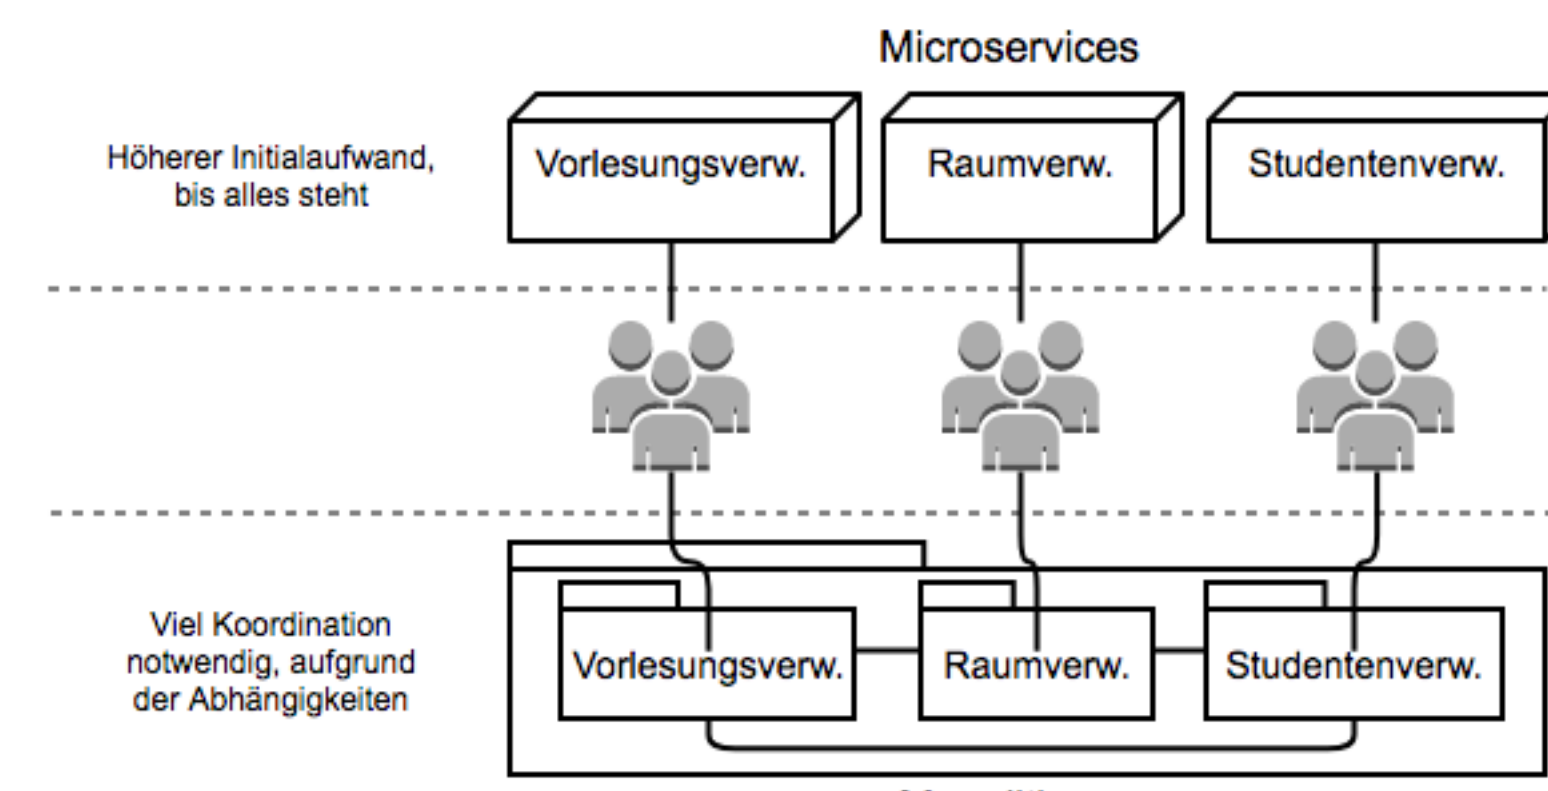 Microservices
Höherer Initialaufwand,
bis alles steht
Vorlesungsverw.
Raumverw.
Studentenverw.
Viel Koordination
notwendig, aufgrund
der Abhängigkeiten
Vorlesungsverw.
Raumverw.
Studentenverw.